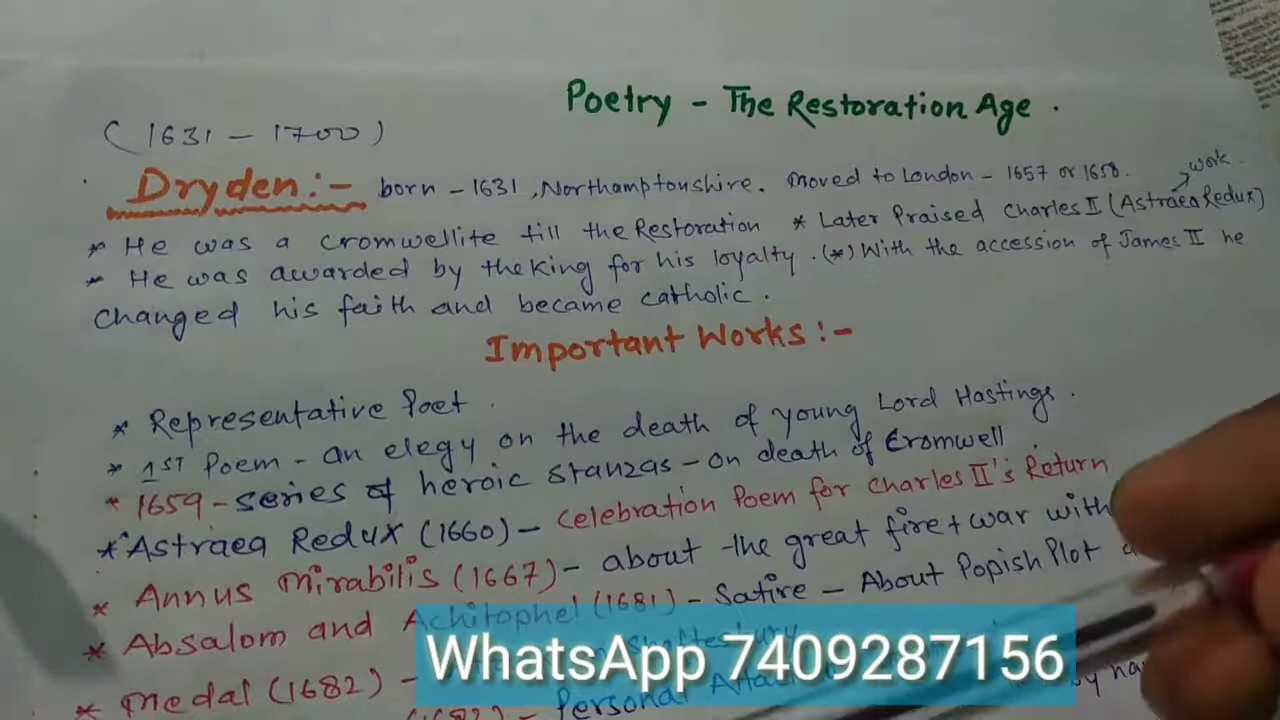 Poetry - The Restoration Age .
(1631 - 1700)
Dryden:- born - 1631 , Northamptonshire. Moved to London - 1657 or 1658.
work.
* He was a cromwellite till the Restoration * Later Praised Charles II (Astraea Redux)
* He was awarded by the King for his loyalty . (*) With the accession of James II he
changed his faith and became catholic .
Important Works :-
* Representative Poet .
* 1ST Poem - an elegy on the death of young Lord Hastings .
* 1659 - series of heroic stanzas - on death of Cromwell
* Astraea Redux (1660) - Celebration Poem for Charles II's Return
* Annus Mirabilis (1667) - about the great fire + war with
* Absalom and Achitophel (1681) - Satire - About Popish Plot
* Medal (1682) - Shaftesbury
Personal
WhatsApp 7409287156